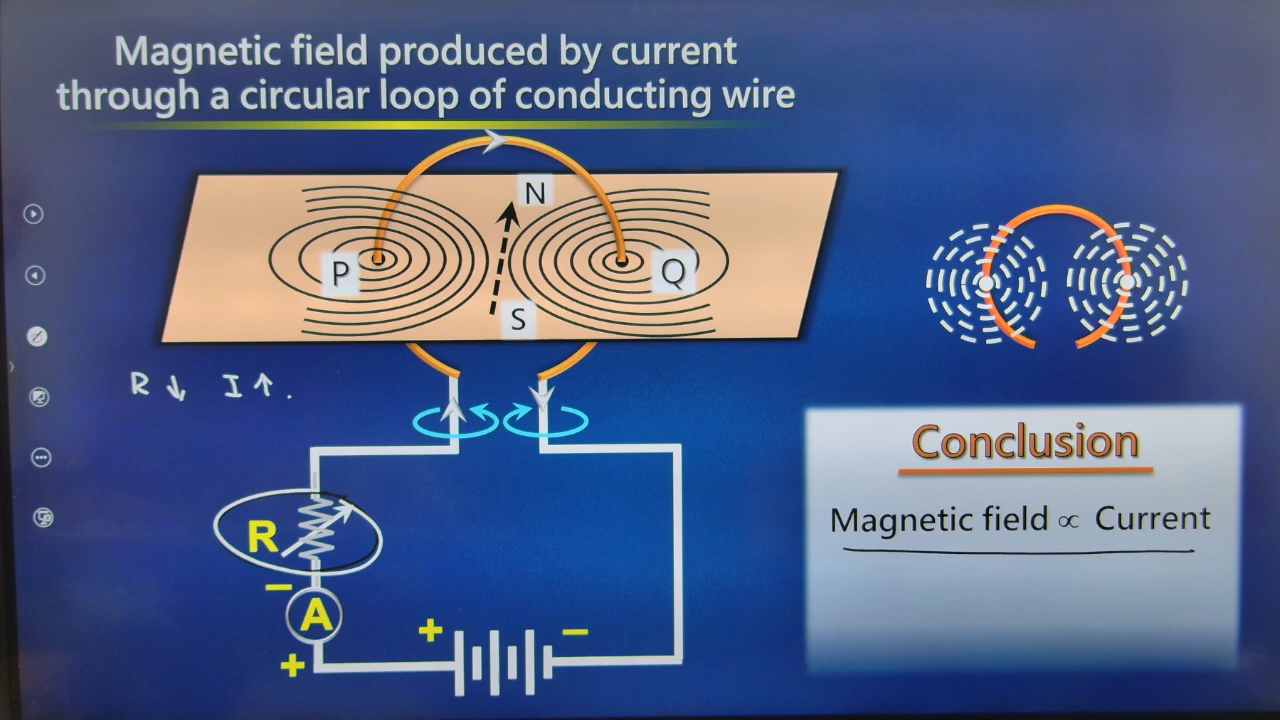 Magnetic field produced by current
through a circular loop of conducting wire
N
P
Q
S
R ↓ I ↑.
Conclusion
Magnetic field ∝ Current
R
−
A
+
+
−